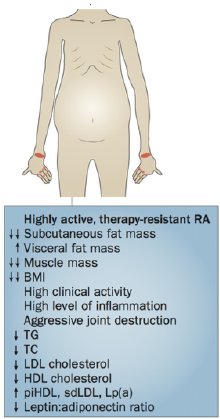 Highly active, therapy-resistant RA
↓↓ Subcutaneous fat mass
↑ Visceral fat mass
↓↓ Muscle mass
↓↓ BMI
High clinical activity
High level of inflammation
Aggressive joint destruction
↓ TG
↓ TC
↓ LDL cholesterol
↓ HDL cholesterol
↑ piHDL, sdLDL, Lp(a)
↓ Leptin:adiponectin ratio